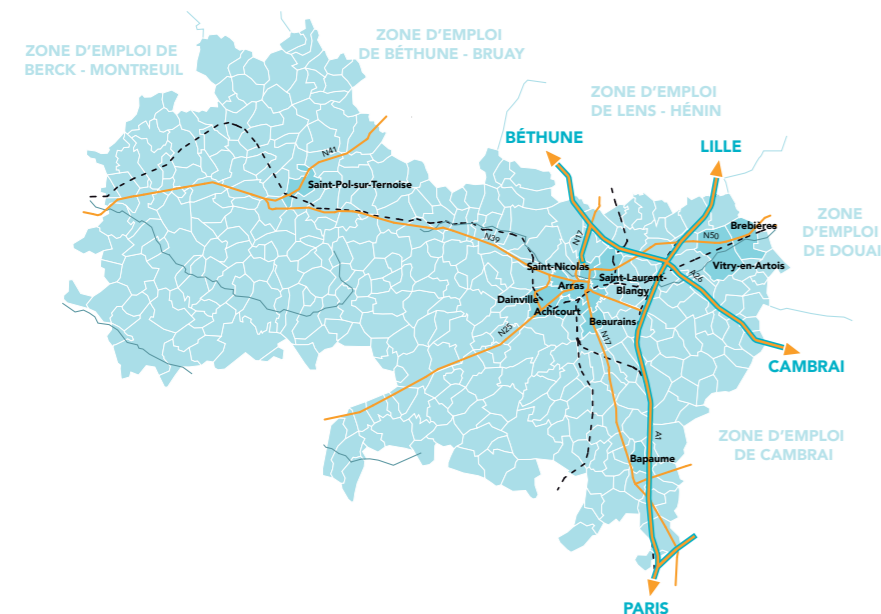 ZONE D'EMPLOI DE
BERCK - MONTREUIL
ZONE D'EMPLOI
DE BÉTHUNE - BRUAY
ZONE D'EMPLOI
DE LENS - HÉNIN
BÉTHUNE
LILLE
N41
Saint-Pol-sur-Ternoise
ZONE
D'EMPLOI
DE DOUAI
Brebières
N50
N39
N17
Vitry-en-Artois
Saint-Nicolas
Saint-Laurent-
Blangy
A26
Arras
Dainville
Achicourt
Beaurains
N25
N17
CAMBRAI
A1
ZONE D'EMPLOI
DE CAMBRAI
Bapaume
PARIS